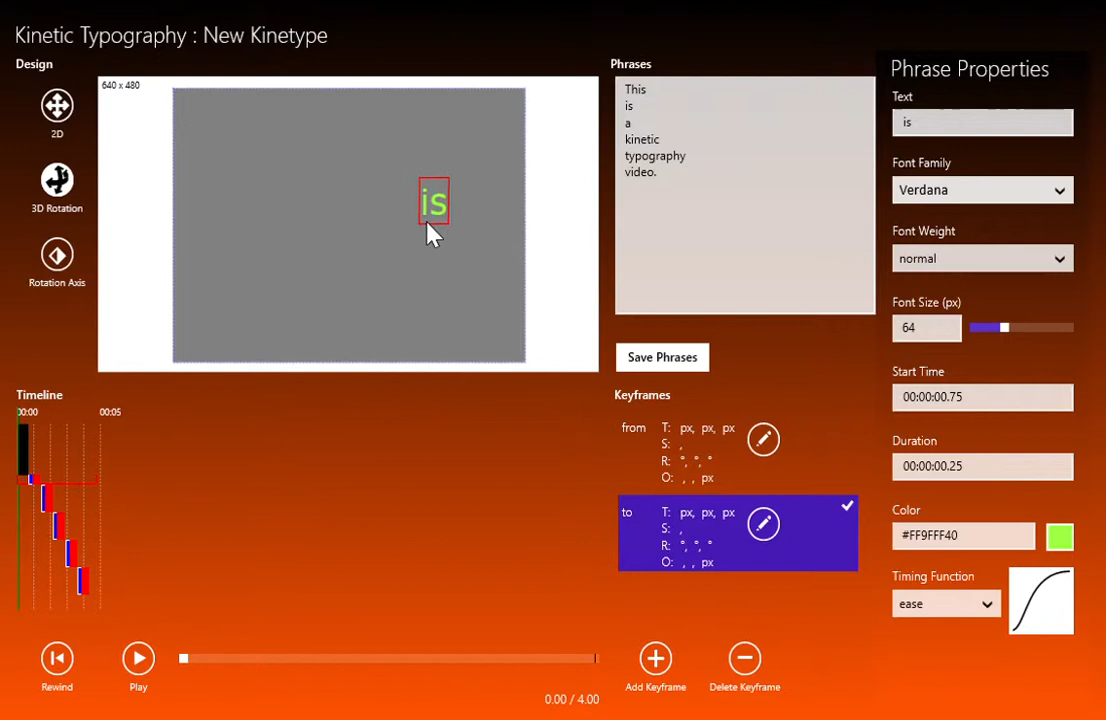 Kinetic Typography : New Kinetype
Design
640 x 480
2D
3D Rotation
Rotation Axis
is
Phrases
This
is
a
kinetic
typography
video.
Save Phrases
Timeline
00:00
00:05
Rewind
Play
0.00 / 4.00
Keyframes
from
T: px, px, px
S: ,
R: °, °, °
O: , , px
to
T: px, px, px
S: ,
R: °, °, °
O: , , px
Add Keyframe
Delete Keyframe
Phrase Properties
Text
is
Font Family
Verdana
Font Weight
normal
Font Size (px)
64
Start Time
00:00:00.75
Duration
00:00:00.25
Color
#FF9FFF40
Timing Function
ease